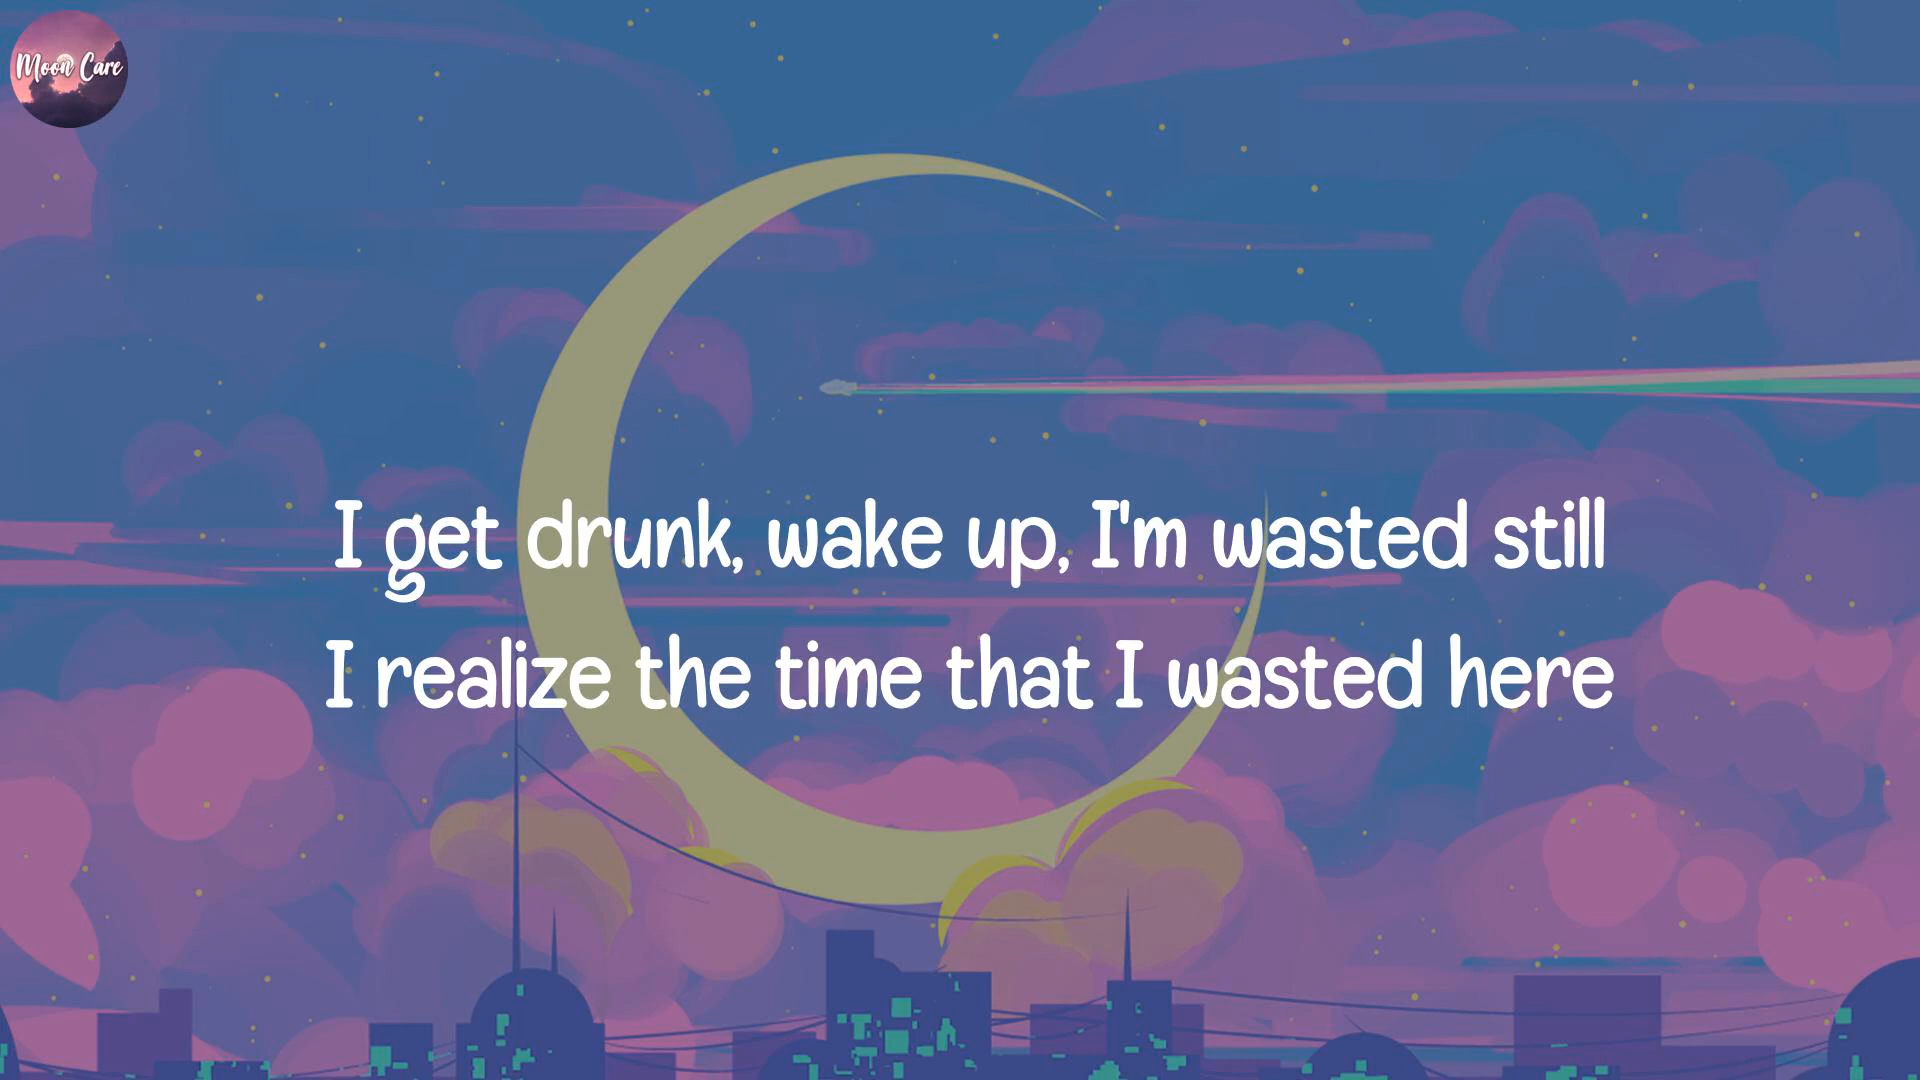 Moon Care
I get drunk, wake up, I'm wasted still
I realize the time that I wasted here